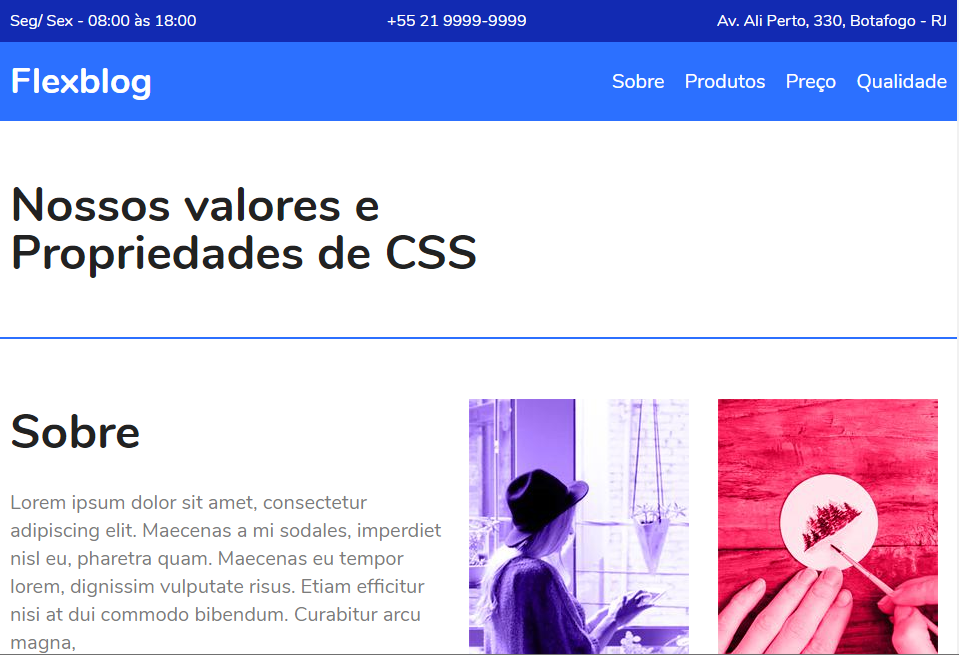 Seg/ Sex - 08:00 às 18:00
+55 21 9999-9999
Av. Ali Perto, 330, Botafogo - RJ
Flexblog
Sobre
Produtos
Preço
Qualidade
Nossos valores e
Propriedades de CSS
Sobre
Lorem ipsum dolor sit amet, consectetur
adipiscing elit. Maecenas a mi sodales, imperdiet
nisl eu, pharetra quam. Maecenas eu tempor
lorem, dignissim vulputate risus. Etiam efficitur
nisi at dui commodo bibendum. Curabitur arcu
magna,